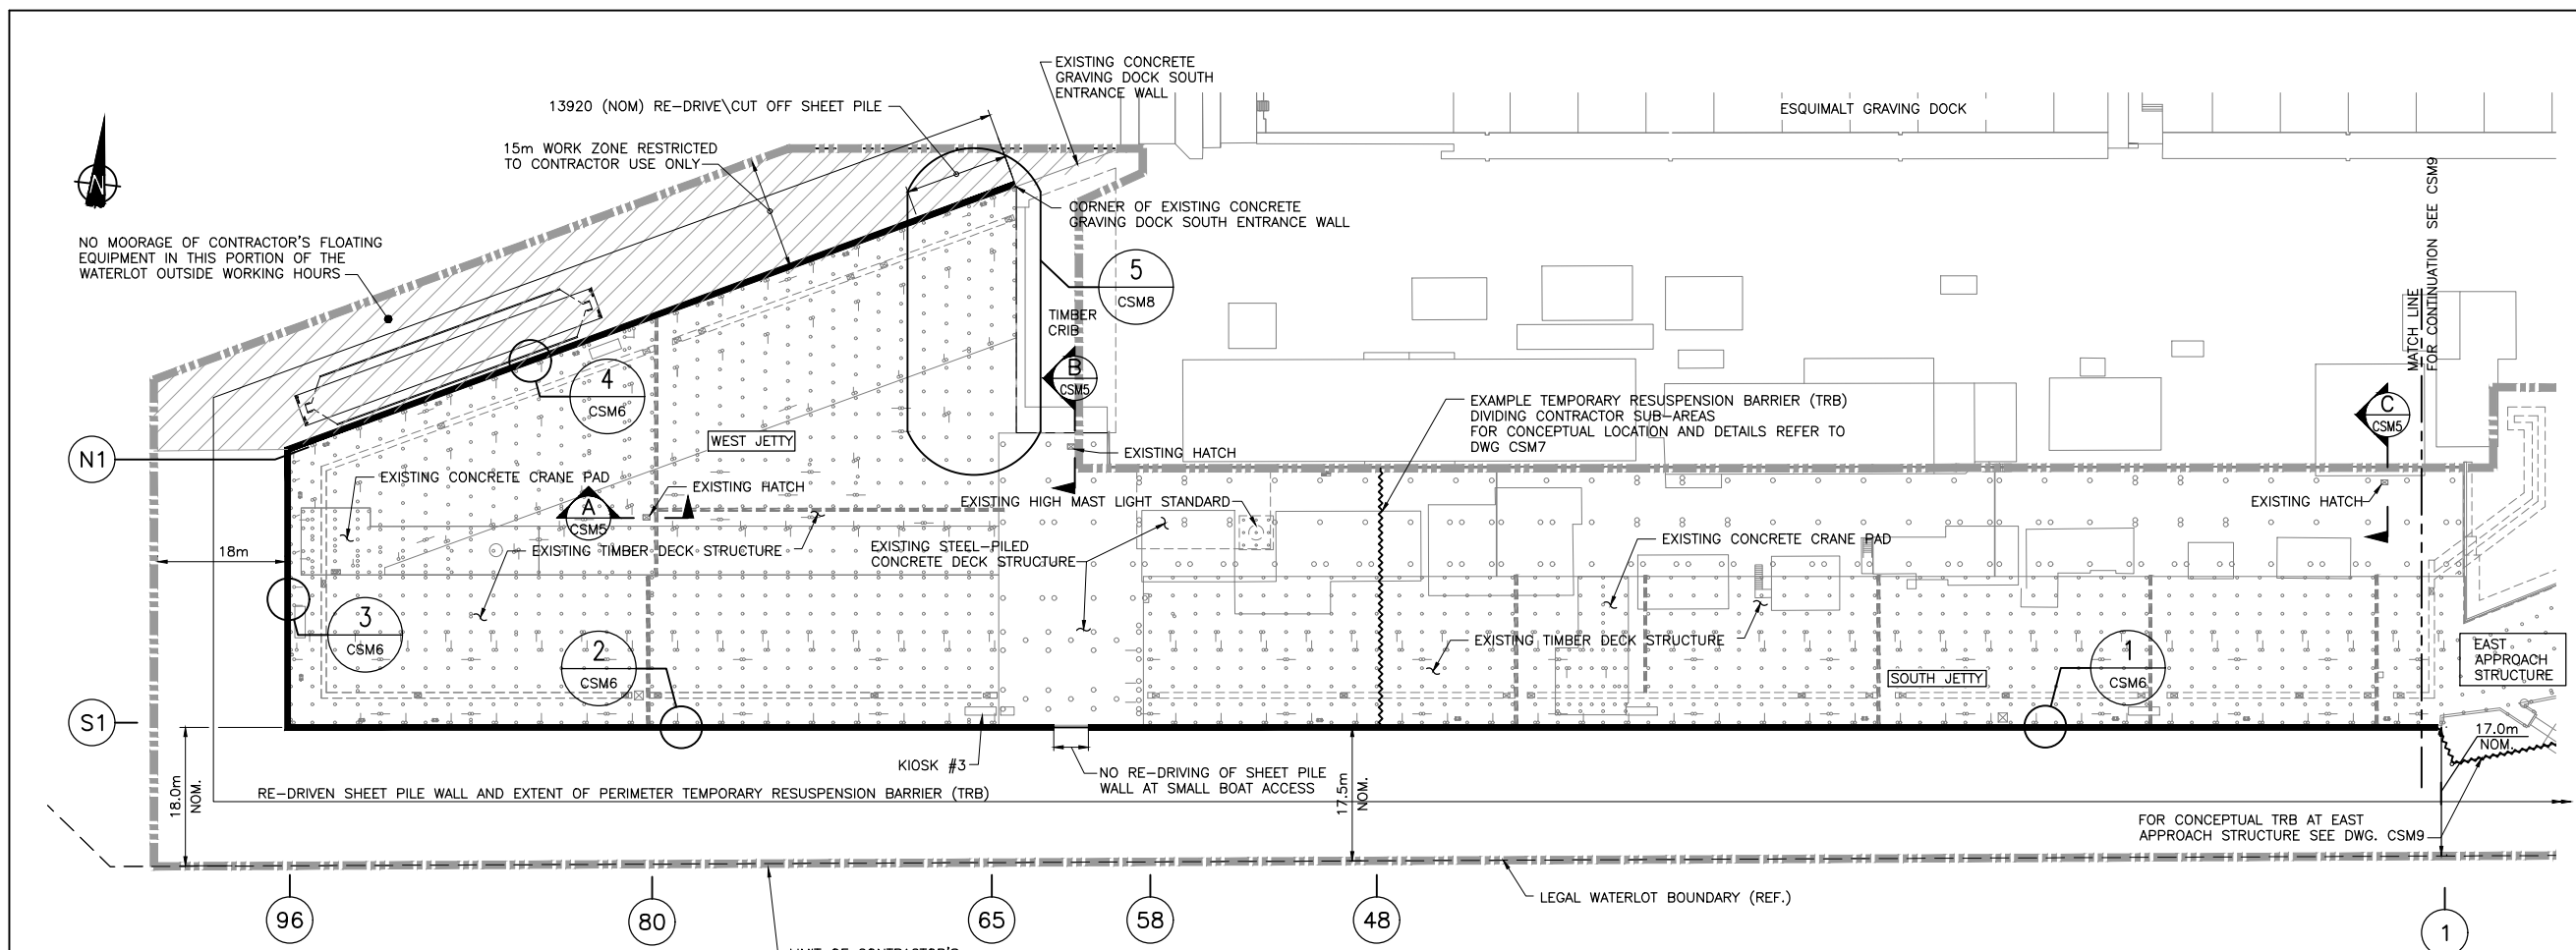 EXISTING CONCRETE
GRAVING DOCK SOUTH
ENTRANCE WALL
13920 (NOM) RE-DRIVE\CUT OFF SHEET PILE
ESQUIMALT GRAVING DOCK
15m WORK ZONE RESTRICTED
TO CONTRACTOR USE ONLY
N
NO MOORAGE OF CONTRACTOR'S FLOATING
EQUIPMENT IN THIS PORTION OF THE
WATERLOT OUTSIDE WORKING HOURS
CORNER OF EXISTING CONCRETE
GRAVING DOCK SOUTH ENTRANCE WALL
MATCH LINE
FOR CONTINUATION SEE CSM9
5
CSM8
TIMBER
CRIB
B
CSM5
4
CSM6
EXAMPLE TEMPORARY RESUSPENSION BARRIER (TRB)
DIVIDING CONTRACTOR SUB-AREAS
FOR CONCEPTUAL LOCATION AND DETAILS REFER TO
DWG CSM7
C
CSM5
WEST JETTY
N1
EXISTING HATCH
EXISTING CONCRETE CRANE PAD
EXISTING HATCH
EXISTING HIGH MAST LIGHT STANDARD
EXISTING HATCH
A
CSM5
18m
EXISTING TIMBER DECK STRUCTURE
EXISTING STEEL-PILED
CONCRETE DECK STRUCTURE
EXISTING CONCRETE CRANE PAD
3
CSM6
2
CSM6
EXISTING TIMBER DECK STRUCTURE
1
CSM6
SOUTH JETTY
EAST
APPROACH
STRUCTURE
S1
17.0m
NOM.
KIOSK #3
NO RE-DRIVING OF SHEET PILE
WALL AT SMALL BOAT ACCESS
18.0m
NOM.
17.5m
NOM.
RE-DRIVEN SHEET PILE WALL AND EXTENT OF PERIMETER TEMPORARY RESUSPENSION BARRIER (TRB)
FOR CONCEPTUAL TRB AT EAST
APPROACH STRUCTURE SEE DWG. CSM9
LEGAL WATERLOT BOUNDARY (REF.)
96
80
65
58
48
1
LIMIT OF CONTRACTOR'S